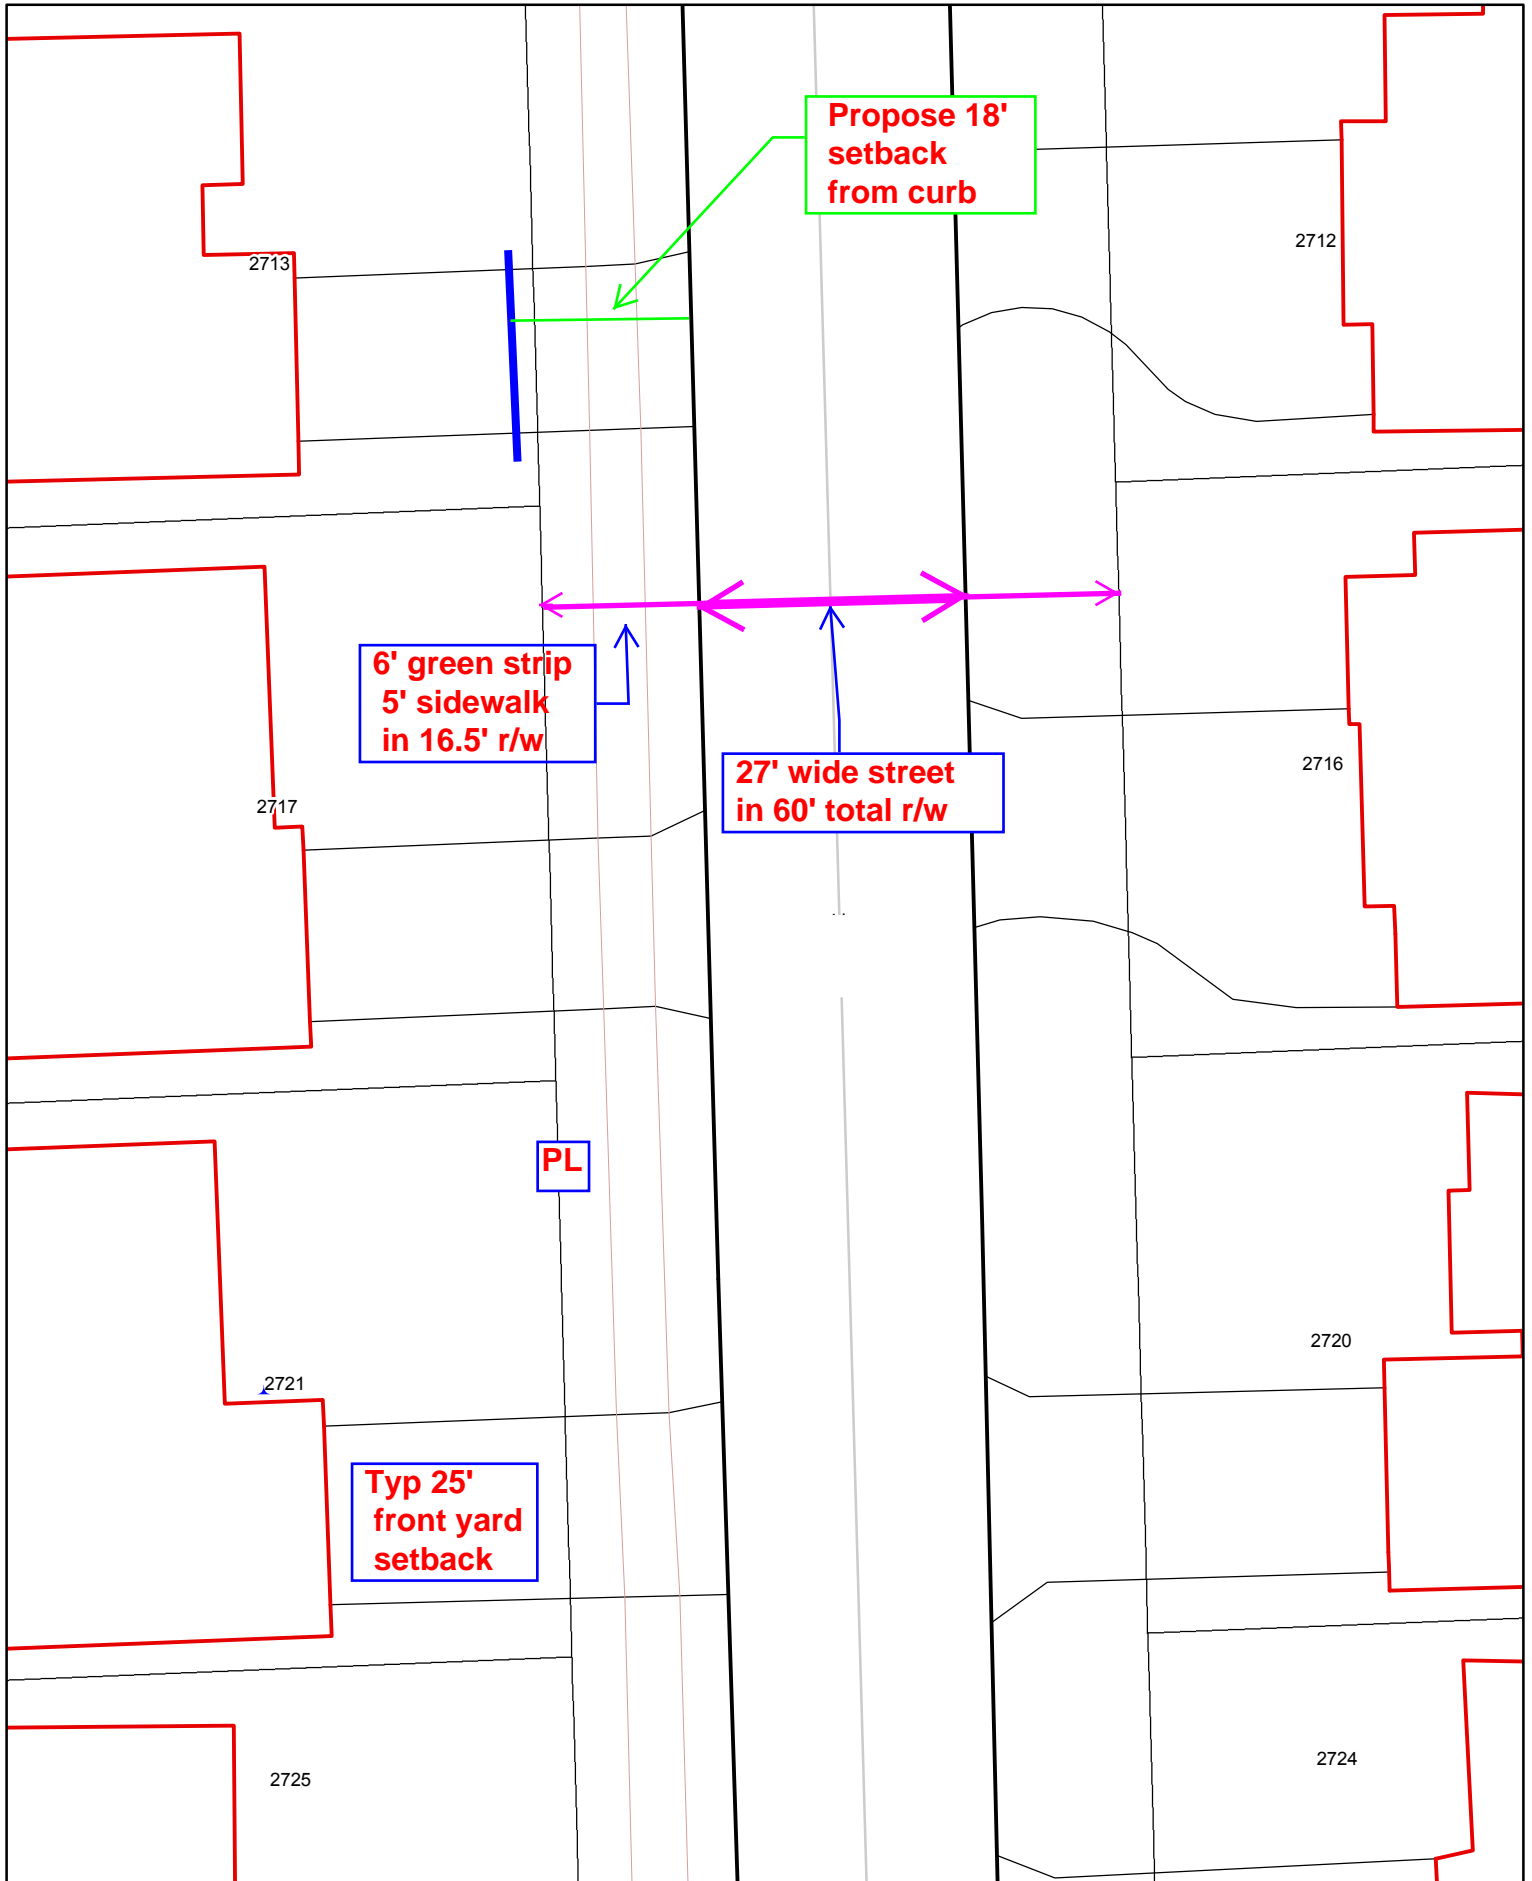 Propose 18'
setback
from curb
2712
2713
6' green strip
5' sidewalk
in 16.5' r/w
27' wide street
in 60' total r/w
2716
2717
PL
2720
2721
Typ 25'
front yard
setback
2724
2725